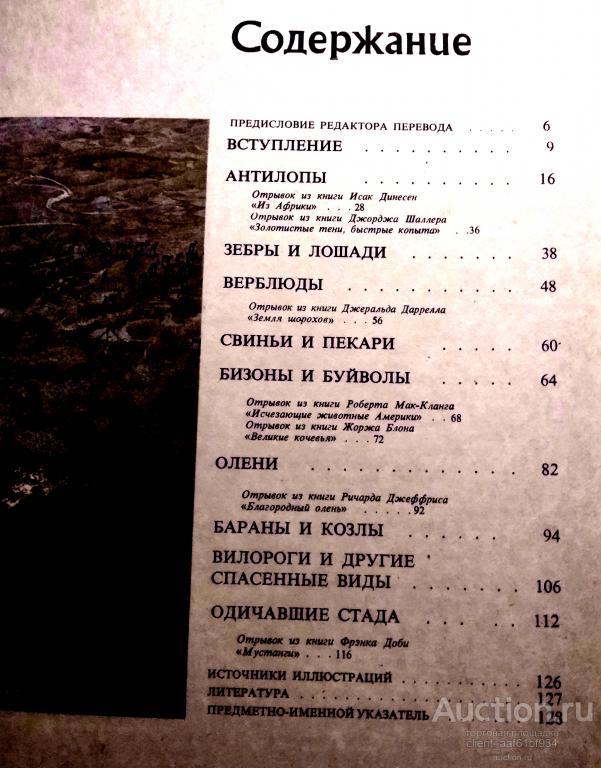 Содержание
ПРЕДИСЛОВИЕ РЕДАКТОРА ПЕРЕВОДА ..... 6
ВСТУПЛЕНИЕ .......... 9
АНТИЛОПЫ .......... 16
Отрывок из книги Исак Динесен
«Из Африки» . . . 28
Отрывок из книги Джорджа Шаллера
«Золотистые тени, быстрые копыта» . . 36
ЗЕБРЫ И ЛОШАДИ ...... 38
ВЕРБЛЮДЫ ......... 48
Отрывок из книги Джеральда Даррелла
«Земля шорохов» . . . 56
СВИНЬИ И ПЕКАРИ ..... 60
БИЗОНЫ И БУЙВОЛЫ ..... 64
Отрывок из книги Роберта Мак-Кланга
«Исчезающие животные Америки» . . 68
Отрывок из книги Жоржа Блона
«Великие кочевья» . . . 72
ОЛЕНИ ........... 82
Отрывок из книги Ричарда Джеффриса
«Благородный олень» ...... 92
БАРАНЫ И КОЗЛЫ ..... 94
ВИЛОРОГИ И ДРУГИЕ
СПАСЕННЫЕ ВИДЫ ...... 106
ОДИЧАВШИЕ СТАДА ...... 112
Отрывок из книги Фрэнка Доби
«Мустанги» . . . 116
ИСТОЧНИКИ ИЛЛЮСТРАЦИЙ ...... 126
ЛИТЕРАТУРА ............ 127
ПРЕДМЕТНО-ИМЕННОЙ УКАЗАТЕЛЬ .... 128
Auction.ru
торговая площадка
client-aaf61bf934
auction.ru